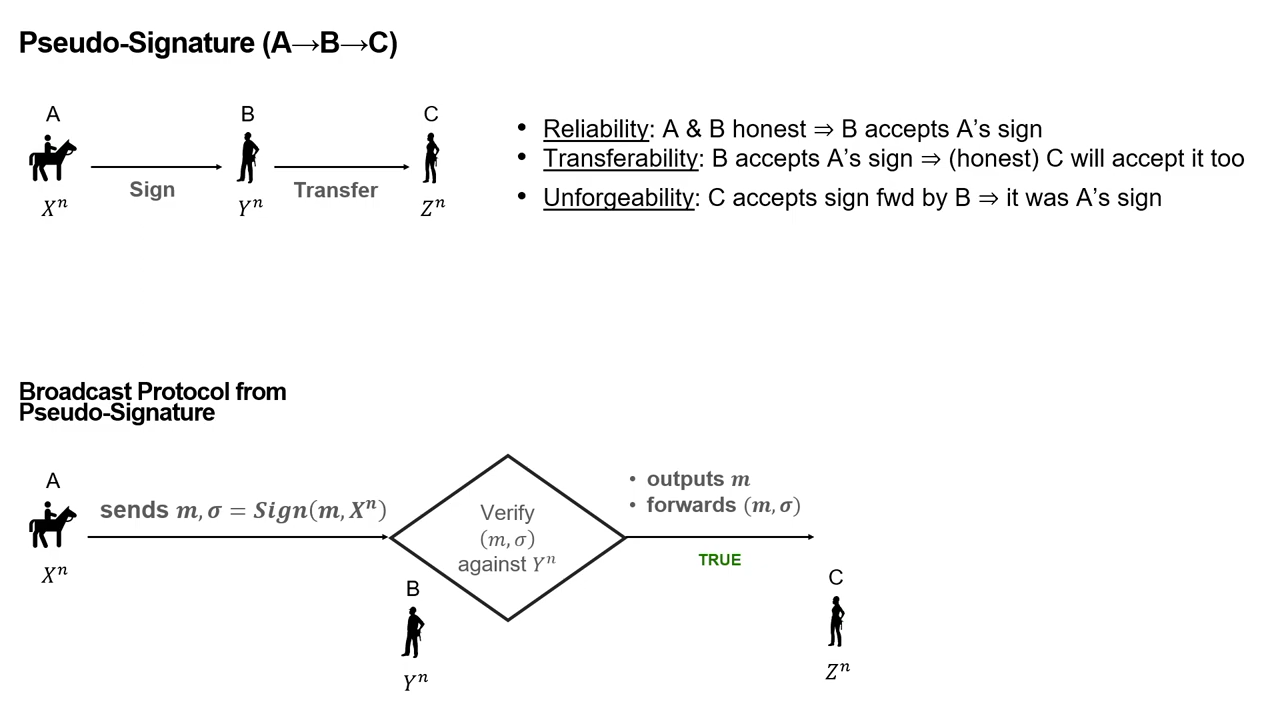 Pseudo-Signature (A→B→C)
A
B
C
Sign
Transfer
Xⁿ
Yⁿ
Zⁿ
• Reliability: A & B honest ⇒ B accepts A’s sign
• Transferability: B accepts A’s sign ⇒ (honest) C will accept it too
• Unforgeability: C accepts sign fwd by B ⇒ it was A’s sign
Broadcast Protocol from
Pseudo-Signature
A
sends m, σ = Sign(m, Xⁿ)
Xⁿ
Verify
(m, σ)
against Yⁿ
B
Yⁿ
• outputs m
• forwards (m, σ)
TRUE
C
Zⁿ